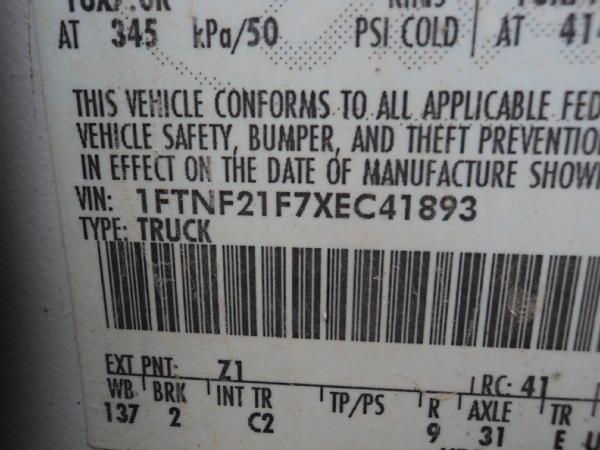 AT 345 kPa/50 PSI COLD AT 41
THIS VEHICLE CONFORMS TO ALL APPLICABLE FED
VEHICLE SAFETY, BUMPER, AND THEFT PREVENTIO
IN EFFECT ON THE DATE OF MANUFACTURE SHOW
VIN: 1FTNF21F7XEC41893
TYPE: TRUCK
EXT PNT: Z1 RC: 41
WB BRK INT TR TP/PS R AXLE TR
137 2 C2 9 31 E U